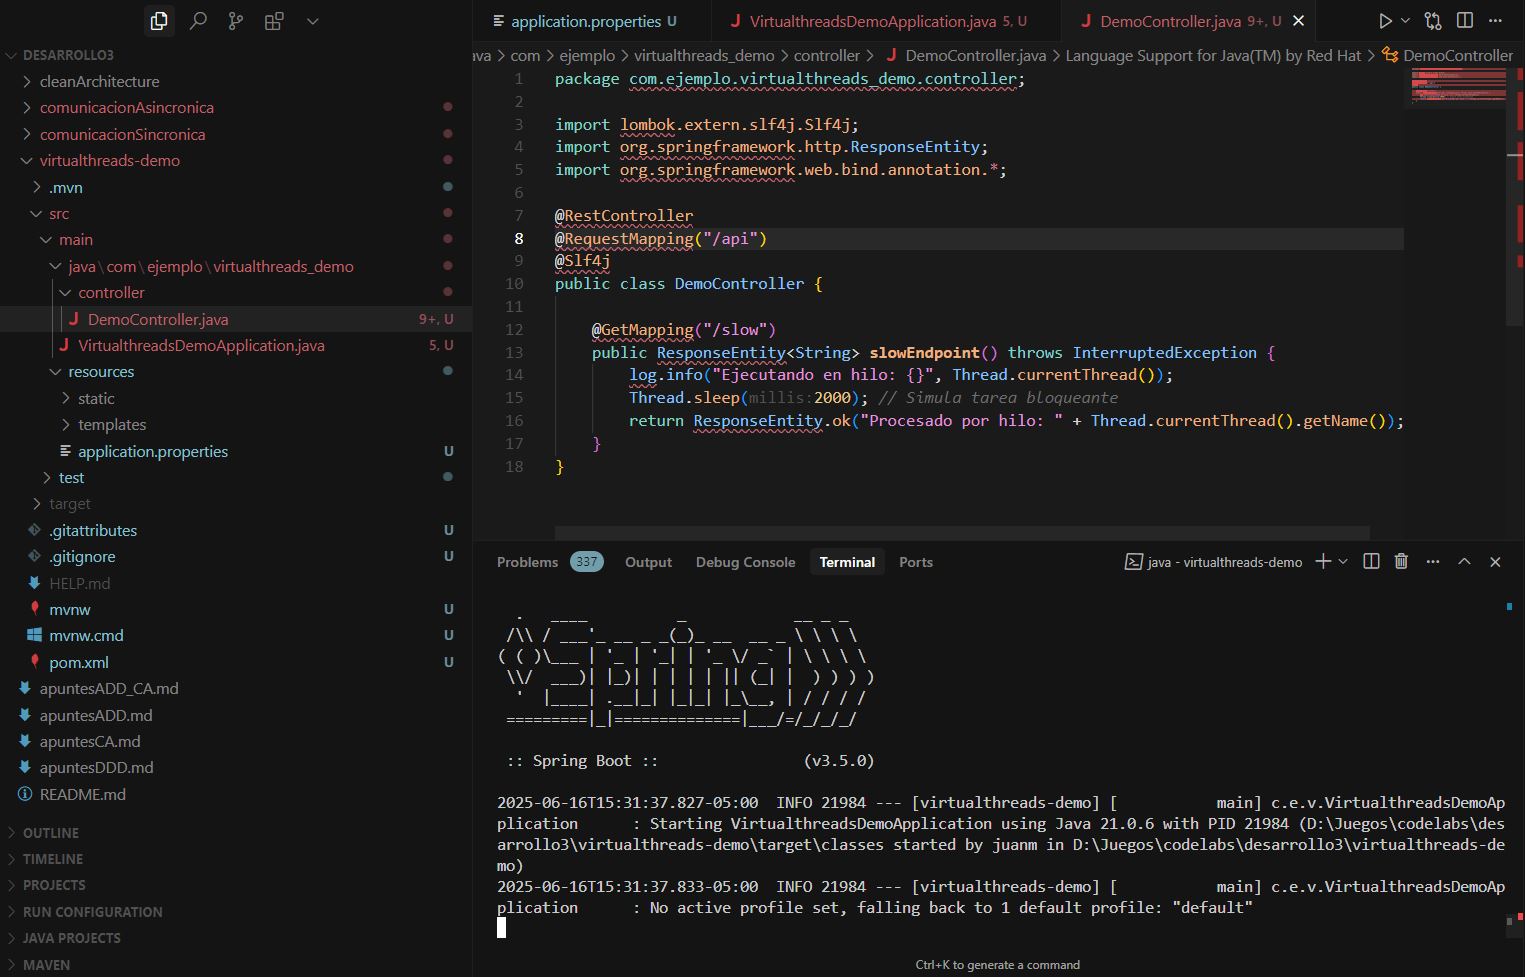 DESARROLLO3
cleanArchitecture
comunicacionAsincronica
comunicacionSincronica
virtualthreads-demo
.mvn
src
main
java\com\ejemplo\virtualthreads_demo
controller
DemoController.java 9+, U
VirtualthreadsDemoApplication.java 5, U
resources
static
templates
application.properties U
test
target
.gitattributes U
.gitignore U
HELP.md
mvnw U
mvnw.cmd U
pom.xml U
apuntesADD_CA.md
apuntesADD.md
apuntesCA.md
apuntesDDD.md
README.md
OUTLINE
TIMELINE
PROJECTS
RUN CONFIGURATION
JAVA PROJECTS
MAVEN
application.properties U VirtualthreadsDemoApplication.java 5, U DemoController.java 9+, U
ava > com > ejemplo > virtualthreads_demo > controller > DemoController.java > Language Support for Java(TM) by Red Hat > DemoController
1 package com.ejemplo.virtualthreads_demo.controller;
2
3 import lombok.extern.slf4j.Slf4j;
4 import org.springframework.http.ResponseEntity;
5 import org.springframework.web.bind.annotation.*;
6
7 @RestController
8 @RequestMapping("/api")
9 @Slf4j
10 public class DemoController {
11
12 @GetMapping("/slow")
13 public ResponseEntity<String> slowEndpoint() throws InterruptedException {
14 log.info("Ejecutando en hilo: {}", Thread.currentThread());
15 Thread.sleep(millis:2000); // Simula tarea bloqueante
16 return ResponseEntity.ok("Procesado por hilo: " + Thread.currentThread().getName());
17 }
18 }
Problems 337 Output Debug Console Terminal Ports java - virtualthreads-demo
  .   ____          _            __ _ _
 /\\ / ___'_ __ _ _(_)_ __  __ _ \ \ \ \
( ( )\___ | '_ | '_| | '_ \/ _` | \ \ \ \
 \\/  ___)| |_)| | | | | || (_| |  ) ) ) )
  '  |____| .__|_| |_|_| |_\__, | / / / /
 =========|_|==============|___/=/_/_/_/
:: Spring Boot :: (v3.5.0)
2025-06-16T15:31:37.827-05:00 INFO 21984 --- [virtualthreads-demo] [ main] c.e.v.VirtualthreadsDemoAp
plication : Starting VirtualthreadsDemoApplication using Java 21.0.6 with PID 21984 (D:\Juegos\codelabs\des
arrollo3\virtualthreads-demo\target\classes started by juanm in D:\Juegos\codelabs\desarrollo3\virtualthreads-de
mo)
2025-06-16T15:31:37.833-05:00 INFO 21984 --- [virtualthreads-demo] [ main] c.e.v.VirtualthreadsDemoAp
plication : No active profile set, falling back to 1 default profile: "default"
Ctrl+K to generate a command